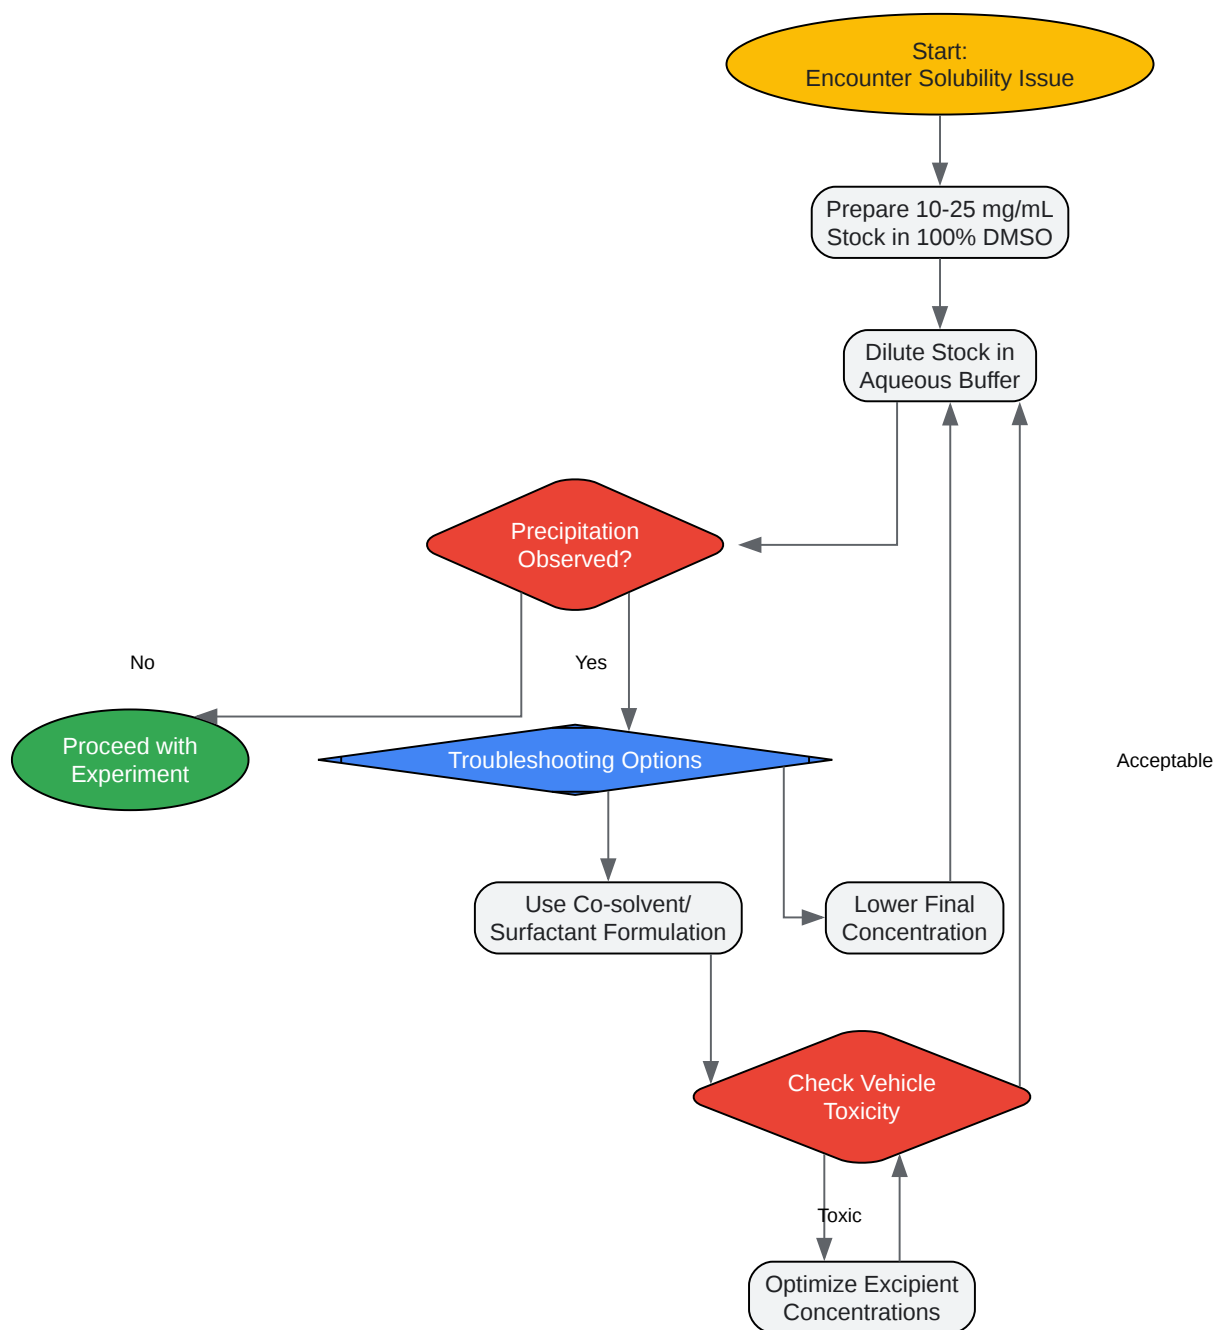 Start:
Encounter Solubility Issue
Prepare 10-25 mg/mL
Stock in 100% DMSO
Dilute Stock in
Aqueous Buffer
Precipitation
Observed?
No
Yes
Proceed with
Experiment
Troubleshooting Options
Acceptable
Use Co-solvent/
Surfactant Formulation
Lower Final
Concentration
Check Vehicle
Toxicity
Toxic
Optimize Excipient
Concentrations